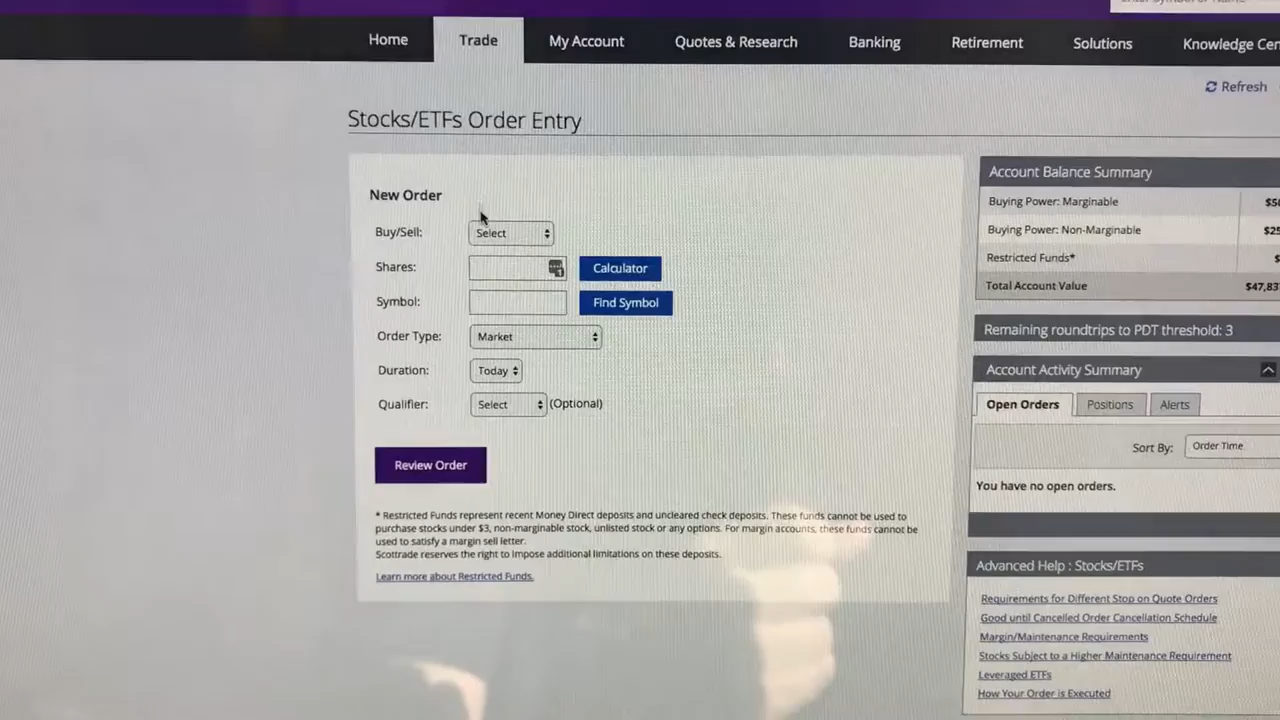 Home Trade My Account Quotes & Research Banking Retirement Solutions Knowledge Cen
Refresh
Stocks/ETFs Order Entry
New Order
Buy/Sell: Select
Shares: Calculator
Symbol: Find Symbol
Order Type: Market
Duration: Today
Qualifier: Select (Optional)
Review Order
* Restricted Funds represent recent Money Direct deposits and uncleared check deposits. These funds cannot be used to
purchase stocks under $3, non-marginable stock, unlisted stock or any options. For margin accounts, these funds cannot be
used to satisfy a margin sell letter.
Scottrade reserves the right to impose additional limitations on these deposits.
Learn more about Restricted Funds.
Account Balance Summary
Buying Power: Marginable $50
Buying Power: Non-Marginable $25
Restricted Funds* $
Total Account Value $47,83
Remaining roundtrips to PDT threshold: 3
Account Activity Summary
Open Orders Positions Alerts
Sort By: Order Time
You have no open orders.
Advanced Help : Stocks/ETFs
Requirements for Different Stop on Quote Orders
Good until Cancelled Order Cancellation Schedule
Margin/Maintenance Requirements
Stocks Subject to a Higher Maintenance Requirement
Leveraged ETFs
How Your Order is Executed